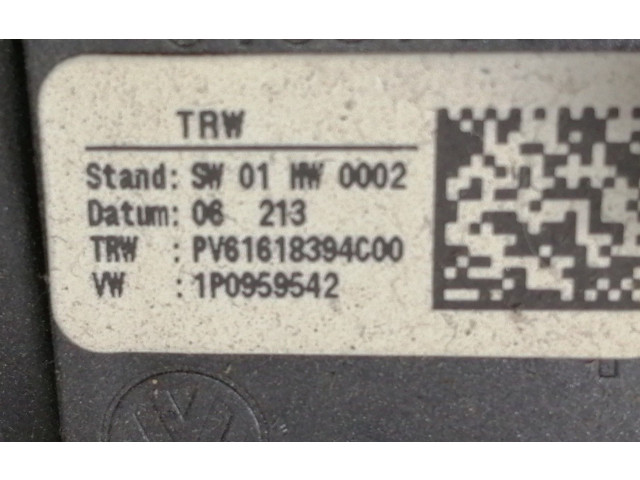 TRW
Stand: SW 01 HW 0002
Datum: 06 213
TRW : PV61618394C00
VW : 1P0959542